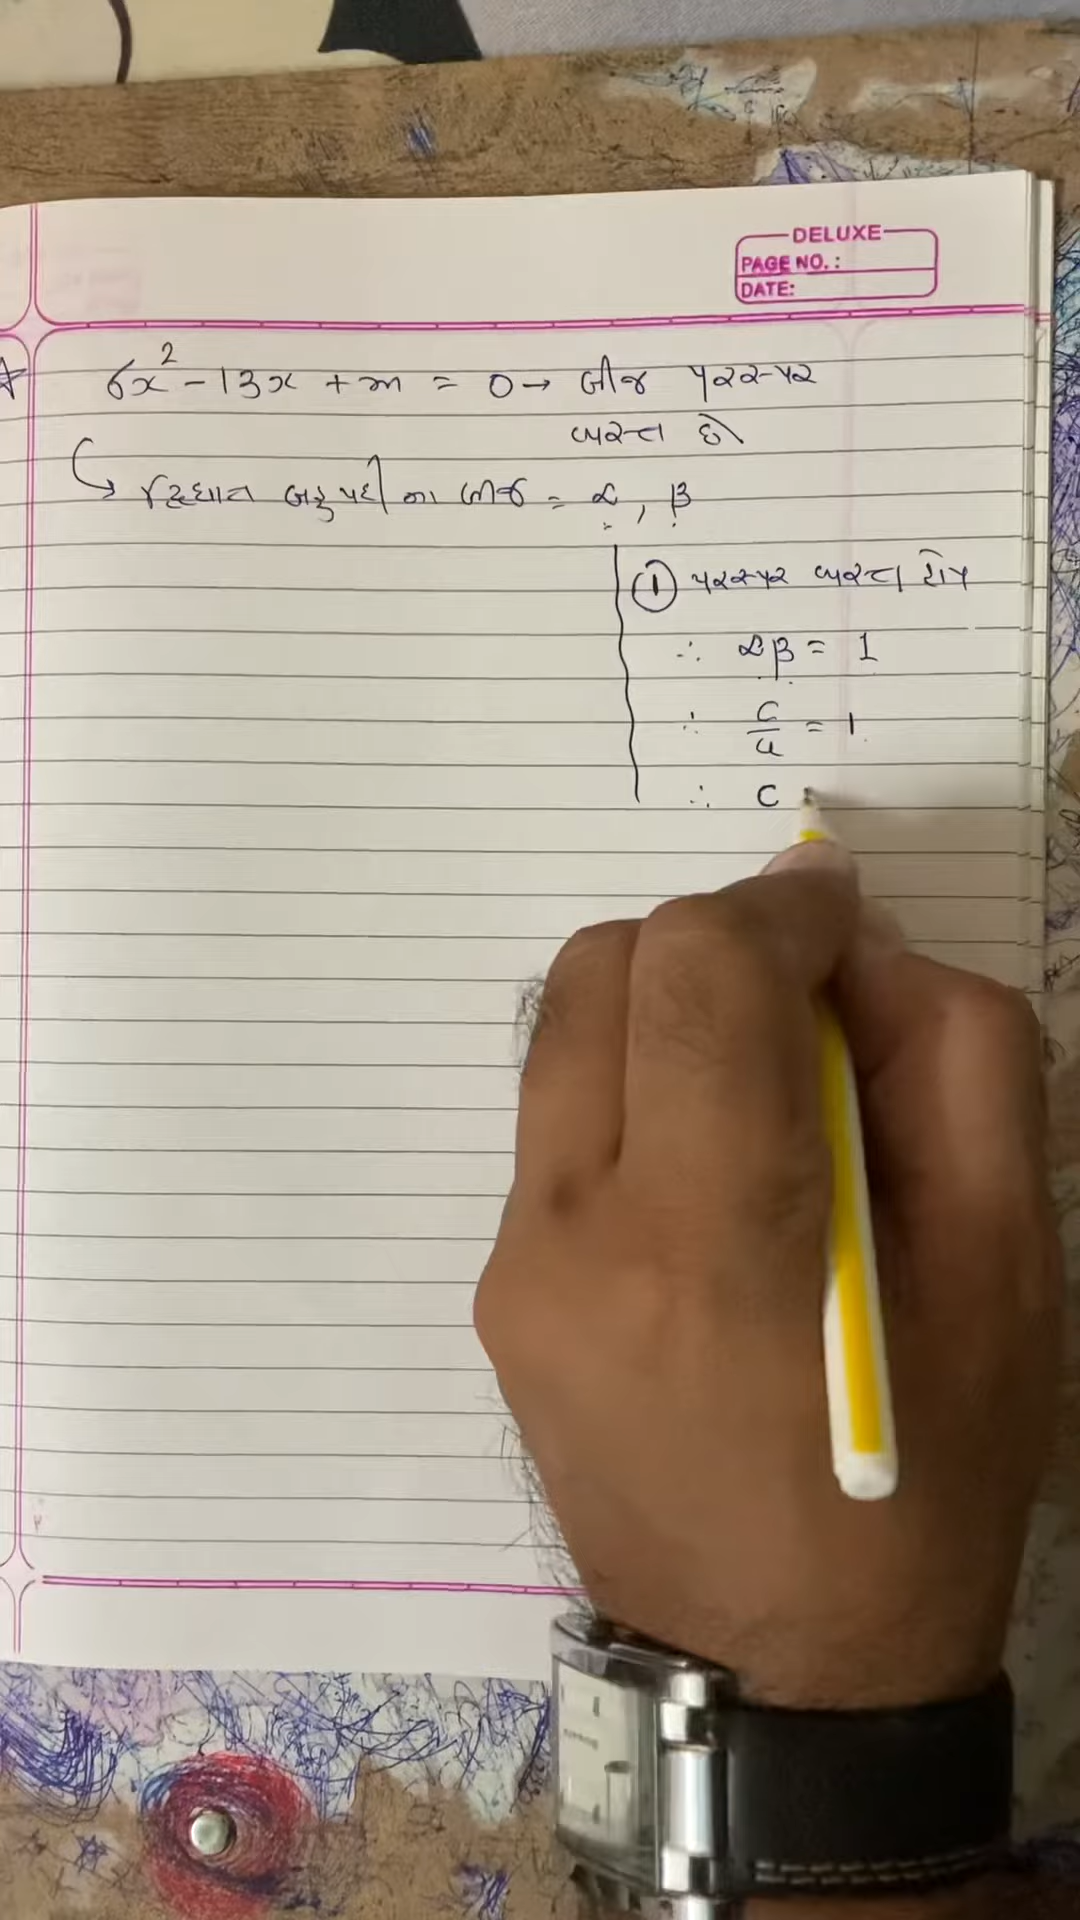 DELUXE
PAGE NO. :
DATE:
6x² - 13x + m = 0 → બીજ પરસ્પર
વ્યસ્ત છે
દ્વિઘાત બહુપદી ના બીજ = α, β
① પરસ્પર વ્યસ્ત હોય
∴ αβ = 1
∴ c/a = 1
∴ c